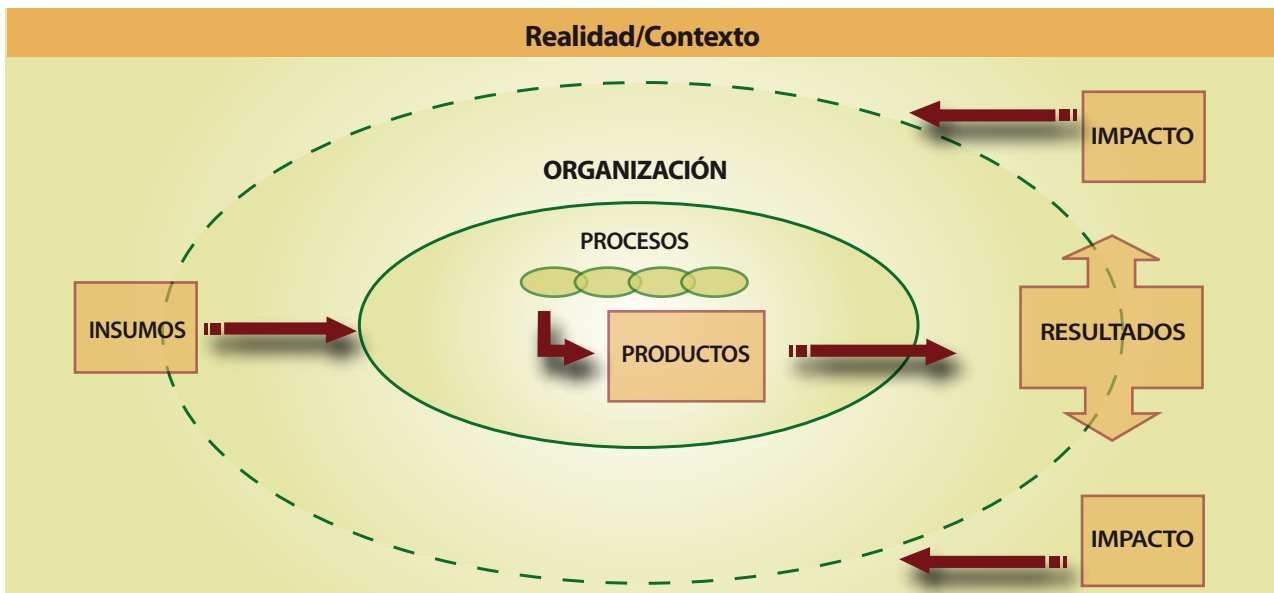 Realidad/Contexto
IMPACTO
ORGANIZACIÓN
PROCESOS
INSUMOS
PRODUCTOS
RESULTADOS
IMPACTO